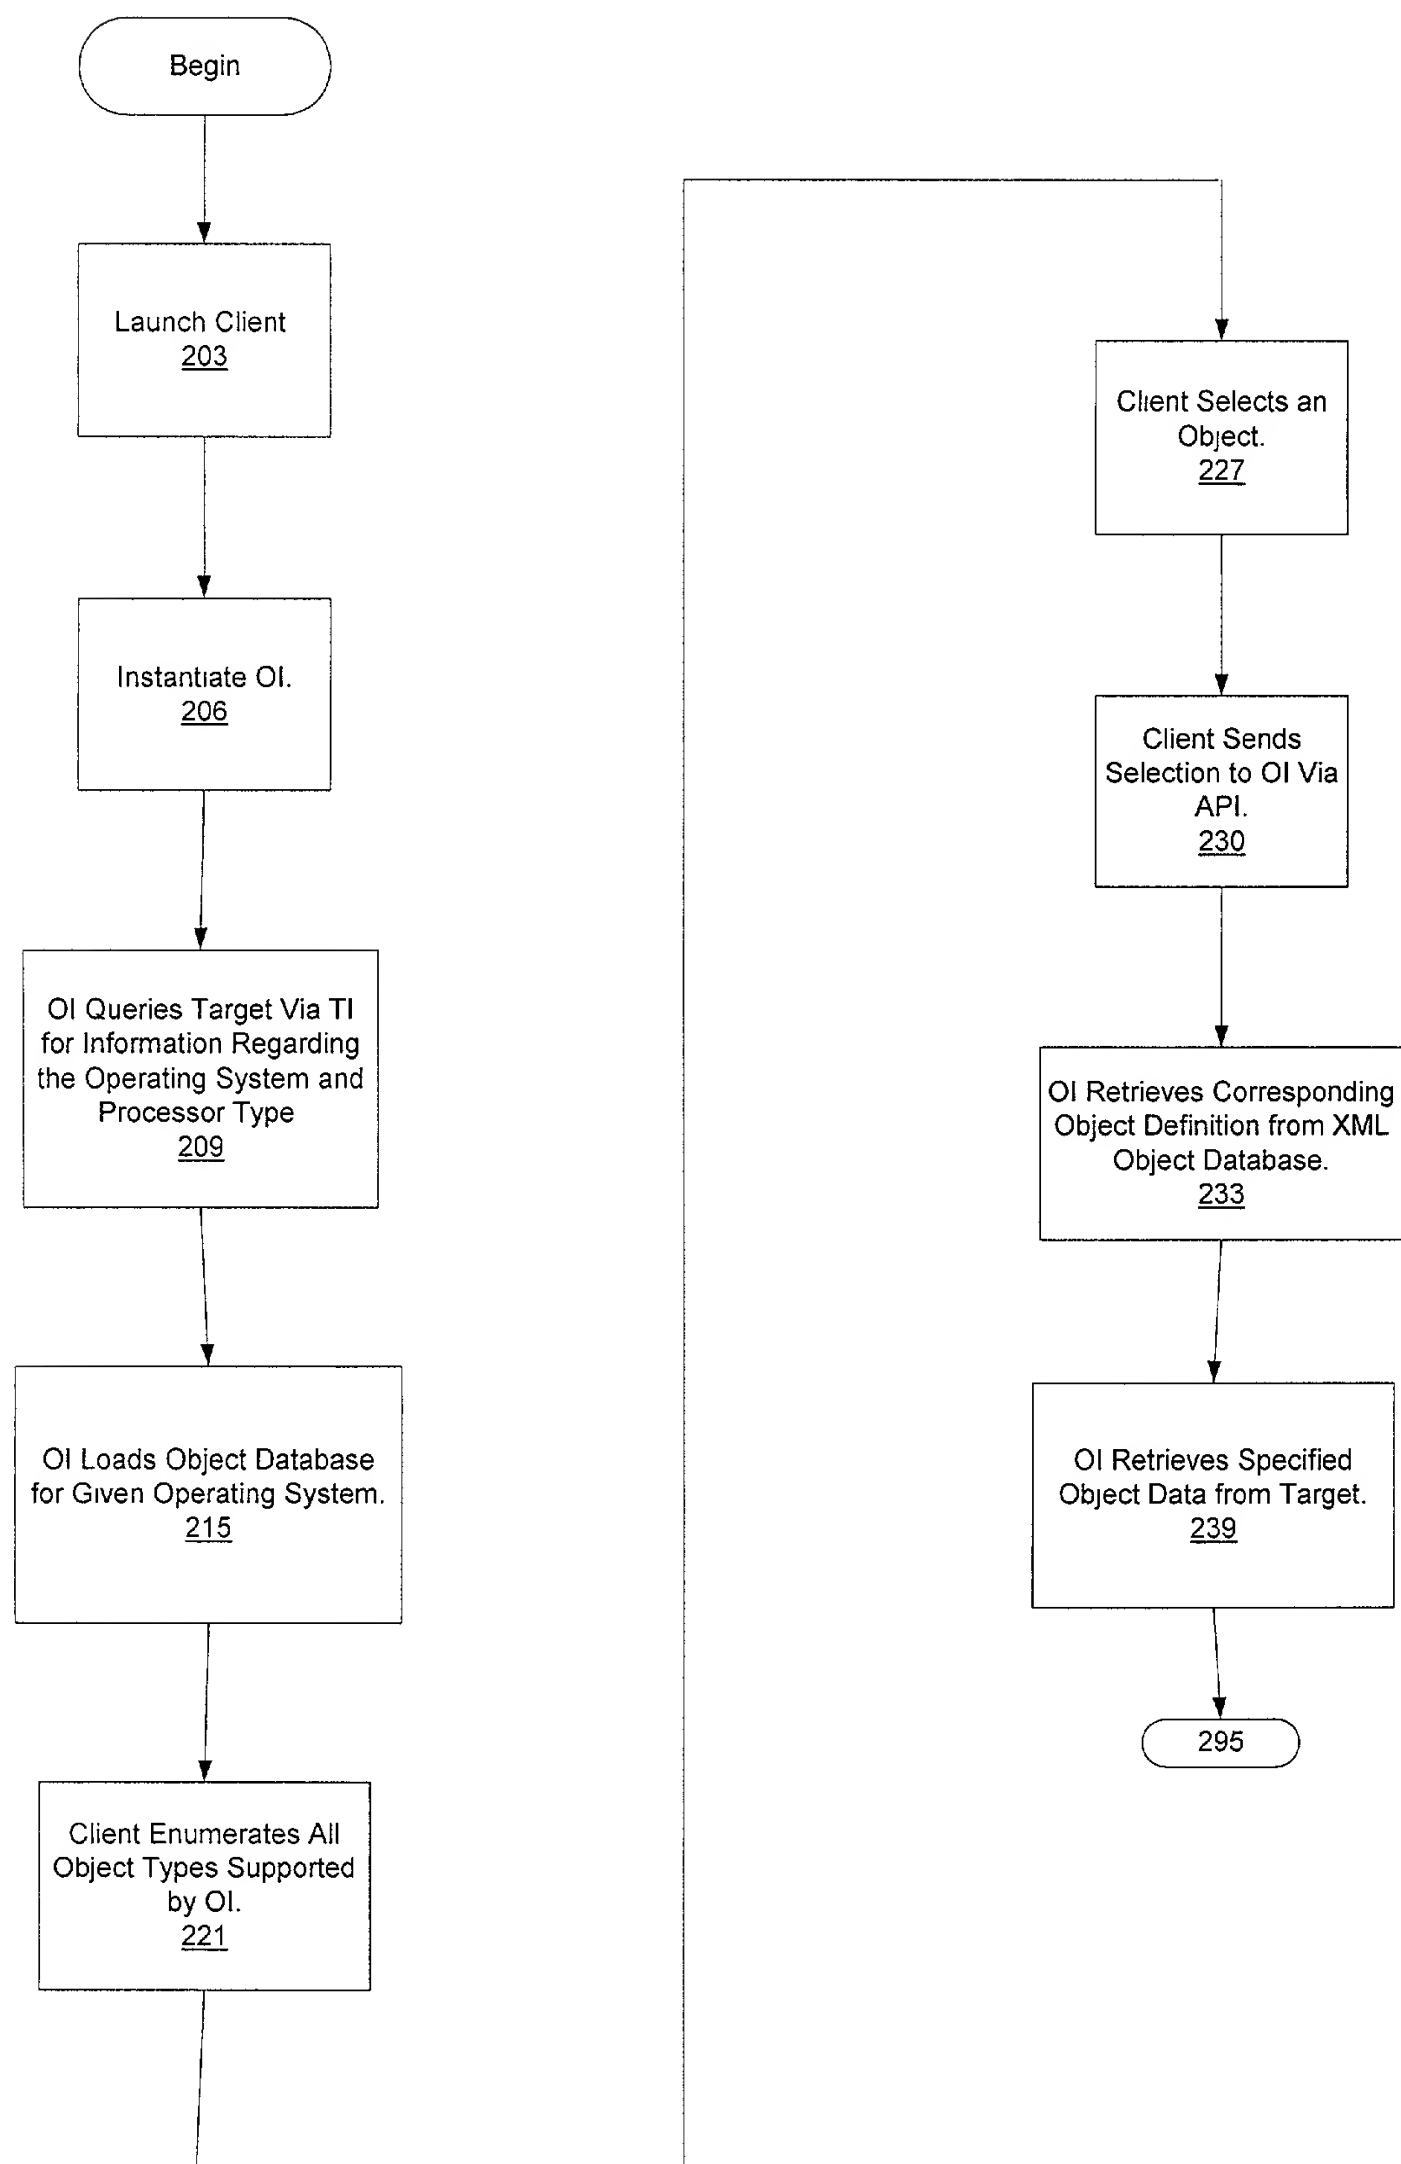 Begin
Launch Client
203
Instantiate OI.
206
OI Queries Target Via TI
for Information Regarding
the Operating System and
Processor Type
209
OI Loads Object Database
for Given Operating System.
215
Client Enumerates All
Object Types Supported
by OI.
221
Client Selects an
Object.
227
Client Sends
Selection to OI Via
API.
230
OI Retrieves Corresponding
Object Definition from XML
Object Database.
233
OI Retrieves Specified
Object Data from Target.
239
295